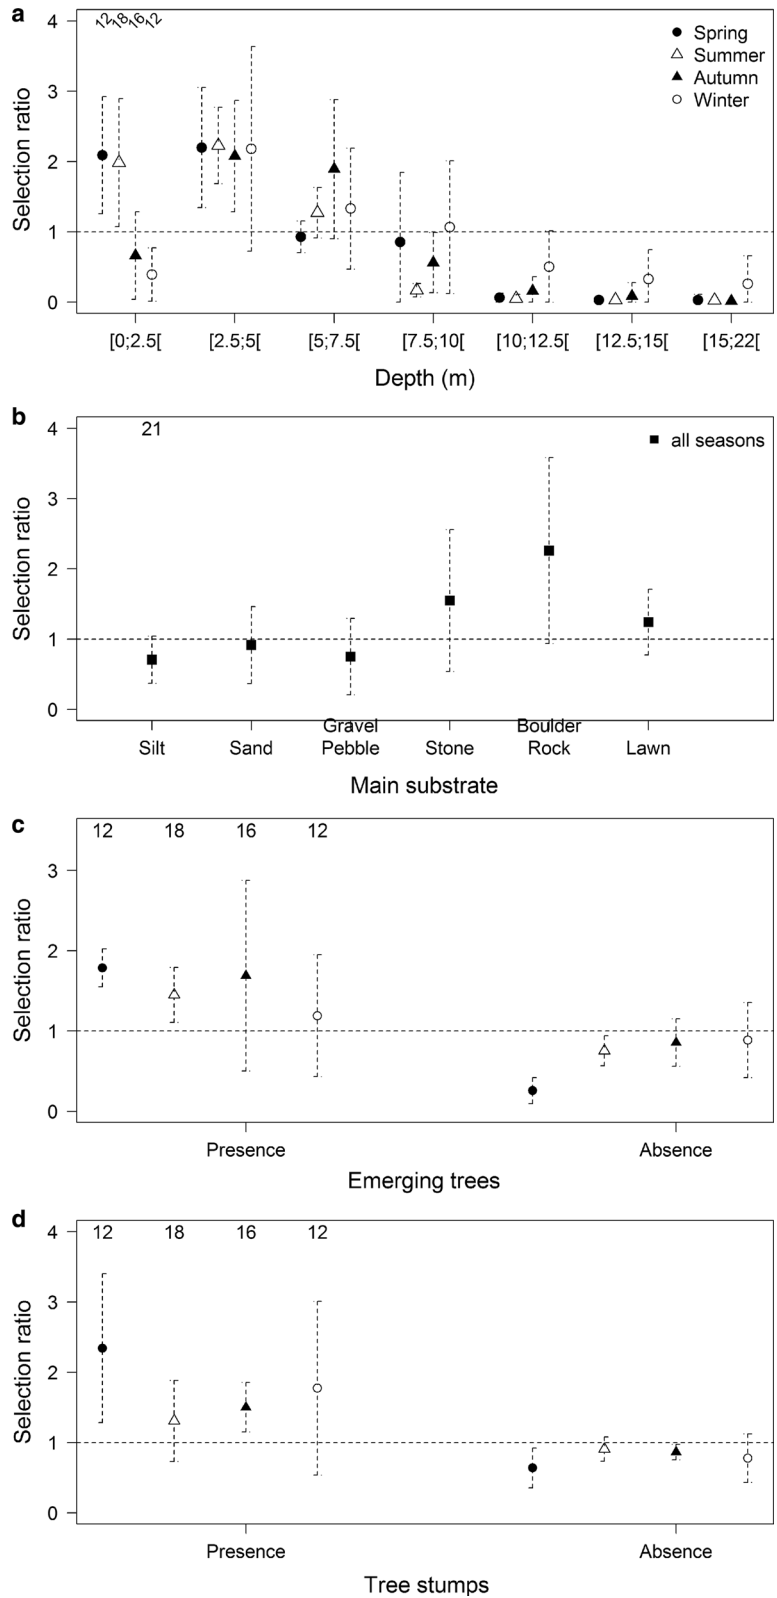 a
4
3
2
1
0
Selection ratio
12 18 16 12
Spring
Summer
Autumn
Winter
[0;2.5[ [2.5;5[ [5;7.5[ [7.5;10[ [10;12.5[ [12.5;15[ [15;22[
Depth (m)
b
4
3
2
1
0
Selection ratio
21
all seasons
Gravel Boulder
Silt Sand Pebble Stone Rock Lawn
Main substrate
c
3
2
1
0
Selection ratio
12 18 16 12
Presence Absence
Emerging trees
d
4
3
2
1
0
Selection ratio
12 18 16 12
Presence Absence
Tree stumps